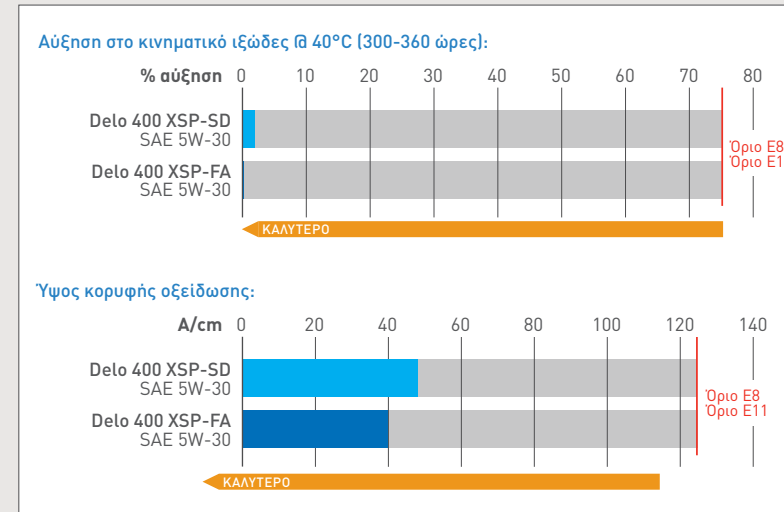 Αύξηση στο κινηματικό ιξώδες @ 40°C (300-360 ώρες):
% αύξηση 0 10 20 30 40 50 60 70 80
Delo 400 XSP-SD
SAE 5W-30
Όριο E8
Όριο E1
Delo 400 XSP-FA
SAE 5W-30
ΚΑΛΥΤΕΡΟ
Ύψος κορυφής οξείδωσης:
A/cm 0 20 40 60 80 100 120 140
Delo 400 XSP-SD
SAE 5W-30
Όριο E8
Όριο E11
Delo 400 XSP-FA
SAE 5W-30
ΚΑΛΥΤΕΡΟ